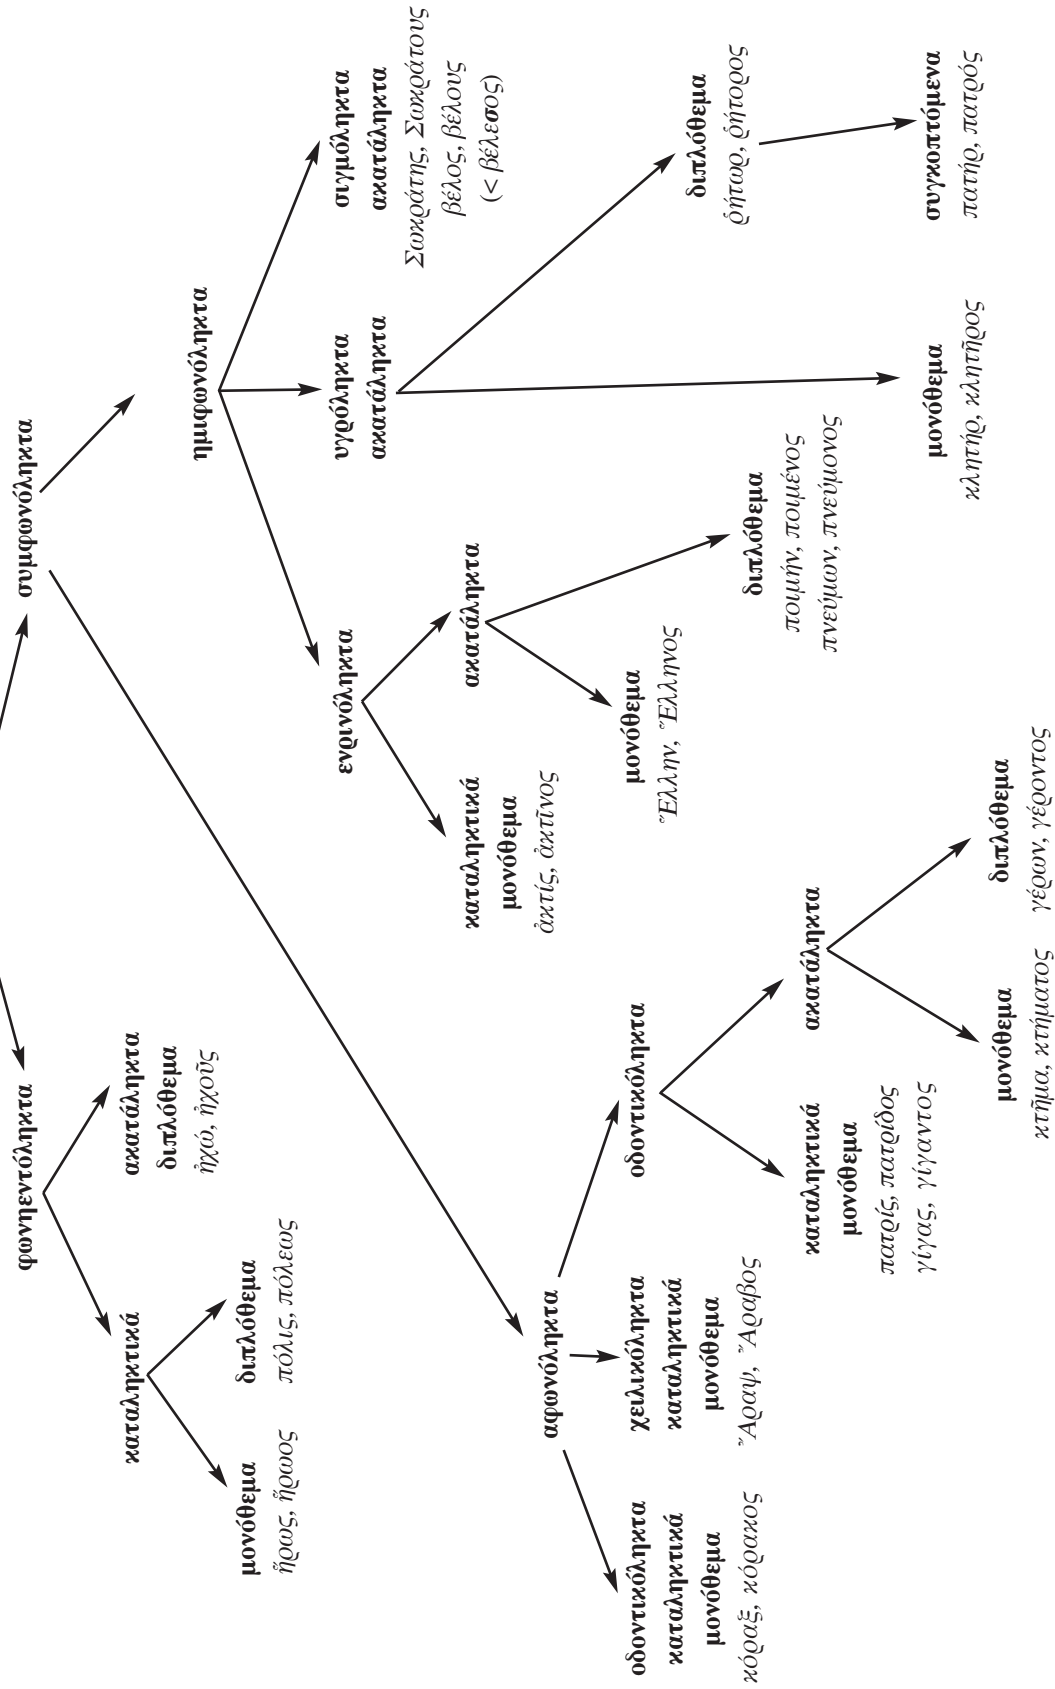 φωνηεντόληκτα
συμφωνόληκτα
καταληκτικά
ακατάληκτα
διπλόθεμα
ἠχώ, ἠχοῦς
μονόθεμα
ἥρως, ἥρωος
διπλόθεμα
πόλις, πόλεως
ημιφωνόληκτα
ενρινόληκτα
υγρόληκτα
ακατάληκτα
σιγμόληκτα
ακατάληκτα
Σωκράτης, Σωκράτους
βέλος, βέλους
(< βέλεσος)
καταληκτικά
μονόθεμα
ἀκτίς, ἀκτῖνος
ακατάληκτα
μονόθεμα
Ἕλλην, Ἕλληνος
διπλόθεμα
ποιμήν, ποιμένος
πνεύμων, πνεύμονος
μονόθεμα
κλητήρ, κλητῆρος
διπλόθεμα
ῥήτωρ, ῥήτορος
συγκοπτόμενα
πατήρ, πατρός
αφωνόληκτα
οδοντικόληκτα
καταληκτικά
μονόθεμα
κόραξ, κόρακος
χειλικόληκτα
καταληκτικά
μονόθεμα
Ἄραψ, Ἄραβος
οδοντικόληκτα
καταληκτικά
μονόθεμα
πατρίς, πατρίδος
γίγας, γίγαντος
ακατάληκτα
μονόθεμα
κτῆμα, κτήματος
διπλόθεμα
γέρων, γέροντος